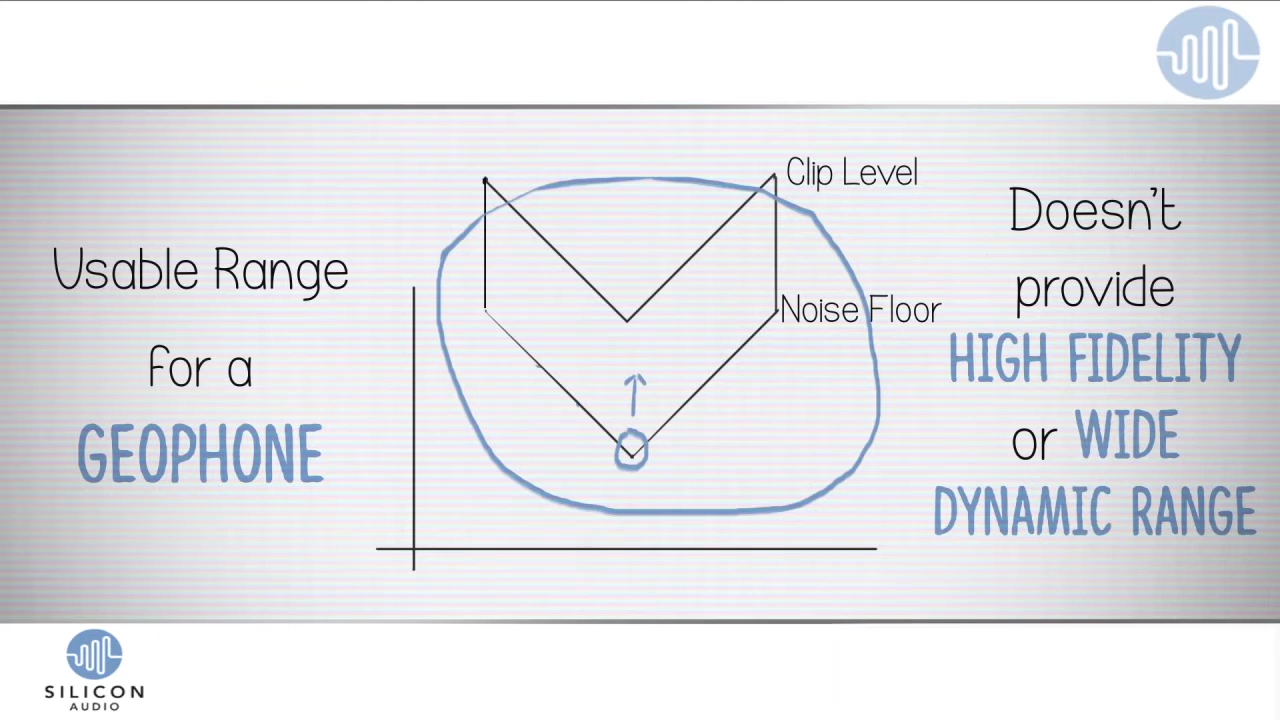 Usable Range
for a
GEOPHONE
Clip Level
Noise Floor
Doesn't
provide
HIGH FIDELITY
or WIDE
DYNAMIC RANGE
SILICON
AUDIO